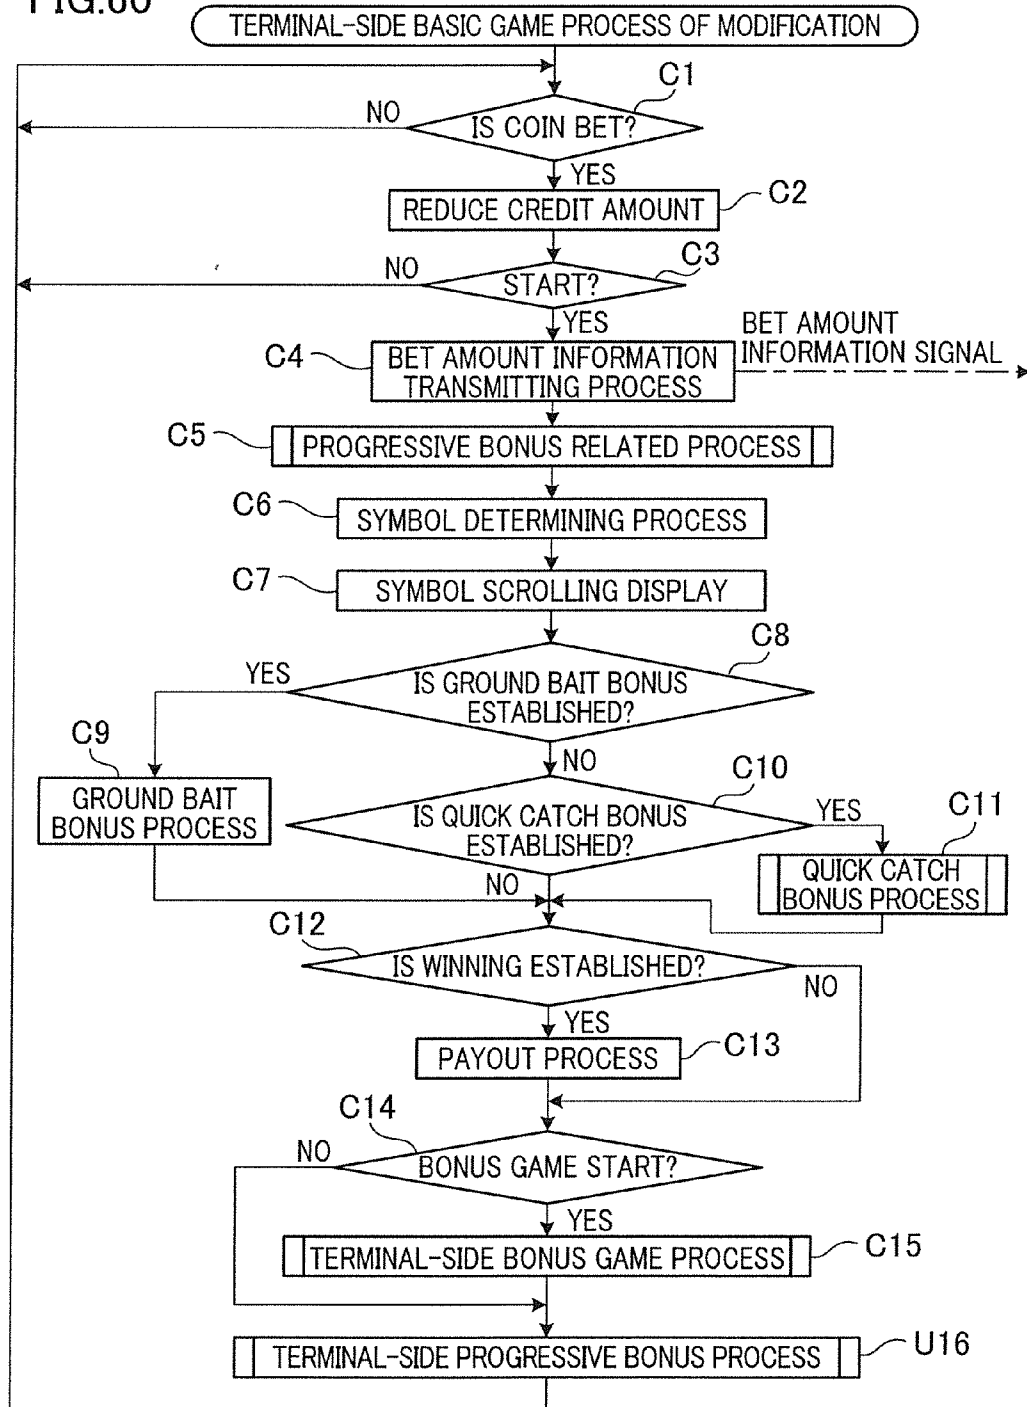 TERMINAL-SIDE BASIC GAME PROCESS OF MODIFICATION
C1
NO
IS COIN BET?
YES
C2
REDUCE CREDIT AMOUNT
C3
NO
START?
YES
BET AMOUNT
INFORMATION SIGNAL
C4
BET AMOUNT INFORMATION
TRANSMITTING PROCESS
C5
PROGRESSIVE BONUS RELATED PROCESS
C6
SYMBOL DETERMINING PROCESS
C7
SYMBOL SCROLLING DISPLAY
C8
YES
IS GROUND BAIT BONUS
ESTABLISHED?
C9
NO
GROUND BAIT
BONUS PROCESS
C10
IS QUICK CATCH BONUS
ESTABLISHED?
YES
C11
QUICK CATCH
BONUS PROCESS
NO
C12
IS WINNING ESTABLISHED?
NO
YES
PAYOUT PROCESS
C13
C14
NO
BONUS GAME START?
YES
TERMINAL-SIDE BONUS GAME PROCESS
C15
TERMINAL-SIDE PROGRESSIVE BONUS PROCESS
U16